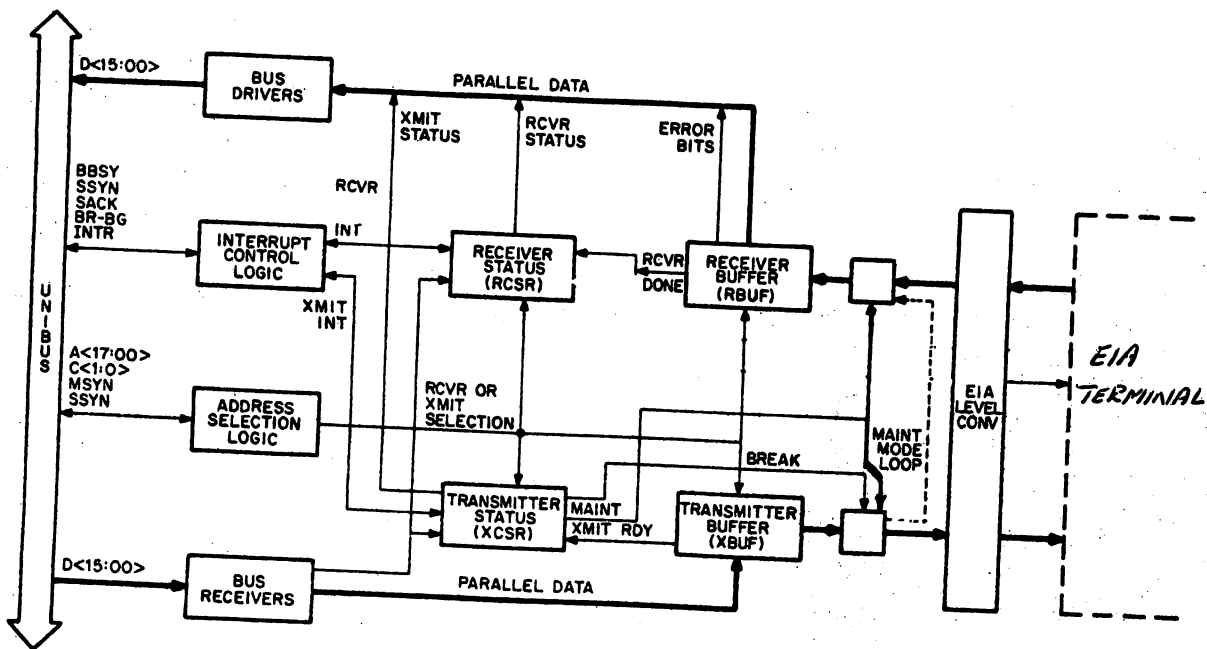 D<15:00>
BUS
DRIVERS
PARALLEL DATA
XMIT
STATUS
RCVR
STATUS
ERROR
BITS
BBSY
SSYN
SACK
BR-BG
INTR
RCVR
INT
INTERRUPT
CONTROL
LOGIC
RECEIVER
STATUS
(RCSR)
RCVR
DONE
RECEIVER
BUFFER
(RBUF)
XMIT
INT
UNIBUS
A<17:00>
C<1:0>
MSYN
SSYN
ADDRESS
SELECTION
LOGIC
RCVR OR
XMIT
SELECTION
EIA
LEVEL
CONV
EIA
TERMINAL
MAINT
MODE
LOOP
BREAK
TRANSMITTER
STATUS
(XCSR)
MAINT
XMIT RDY
TRANSMITTER
BUFFER
(XBUF)
D<15:00>
BUS
RECEIVERS
PARALLEL DATA